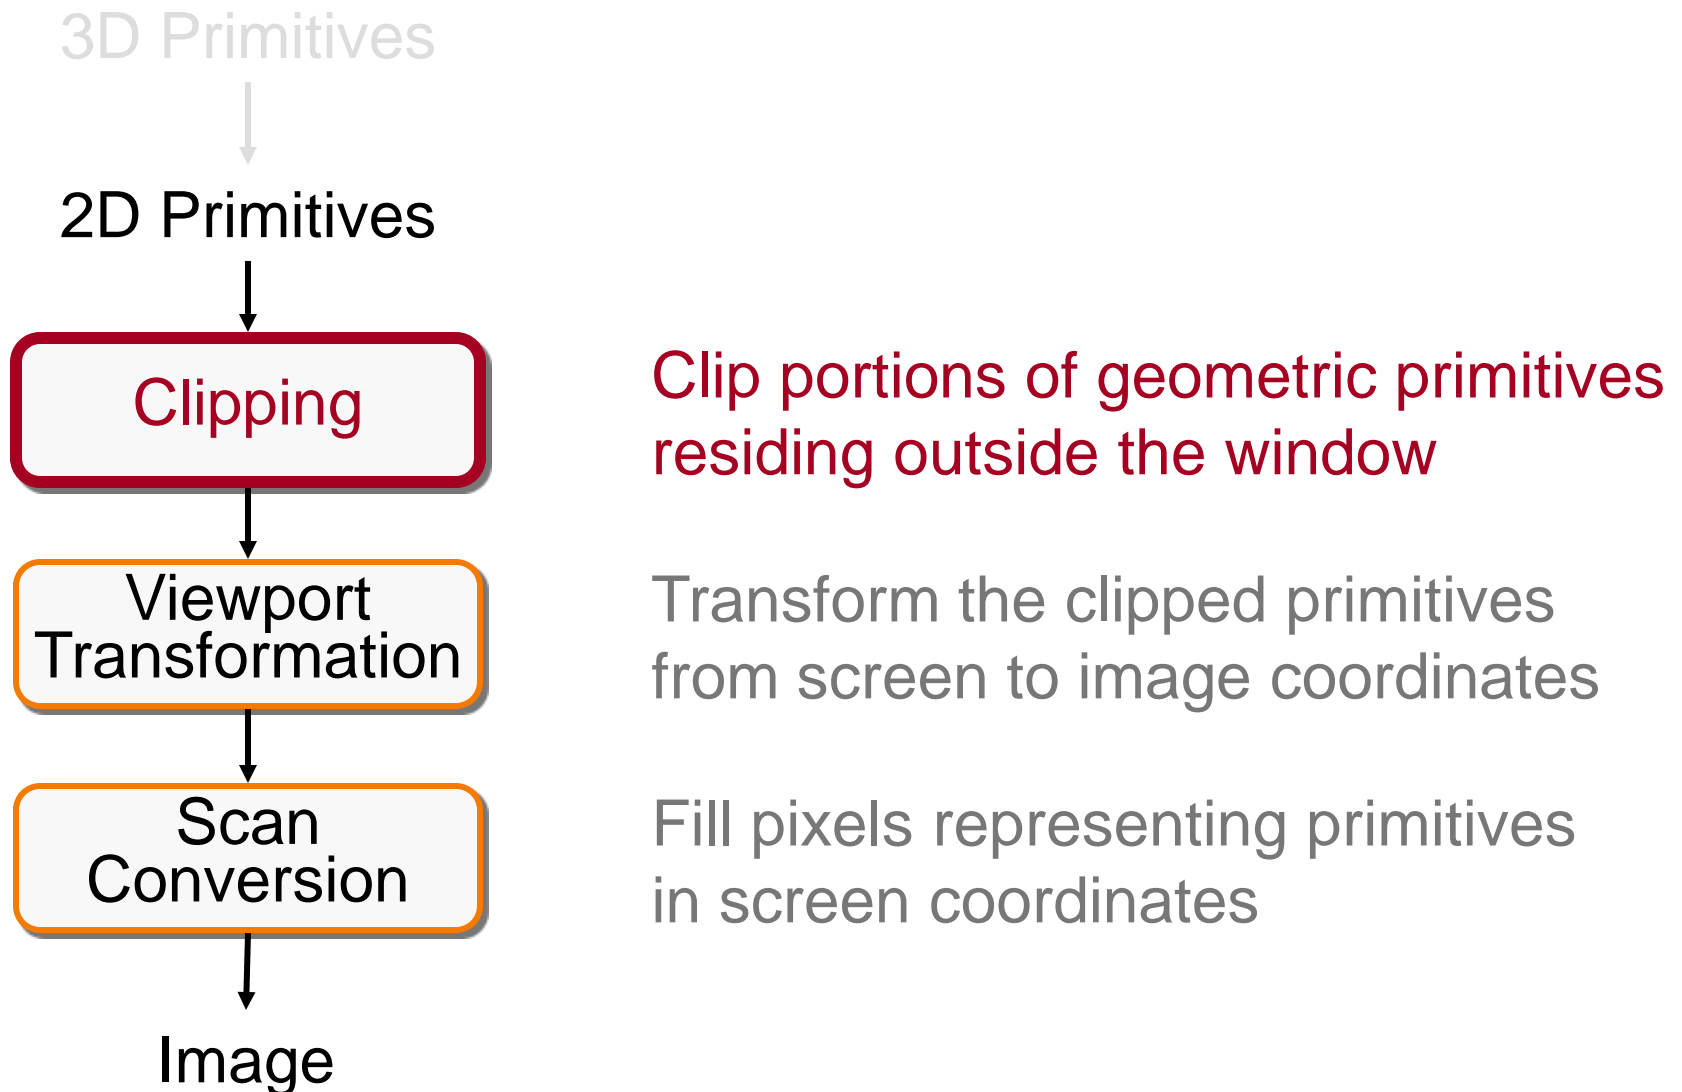 3D Primitives
2D Primitives
Clipping
Clip portions of geometric primitives
residing outside the window
Viewport
Transformation
Transform the clipped primitives
from screen to image coordinates
Scan
Conversion
Fill pixels representing primitives
in screen coordinates
Image